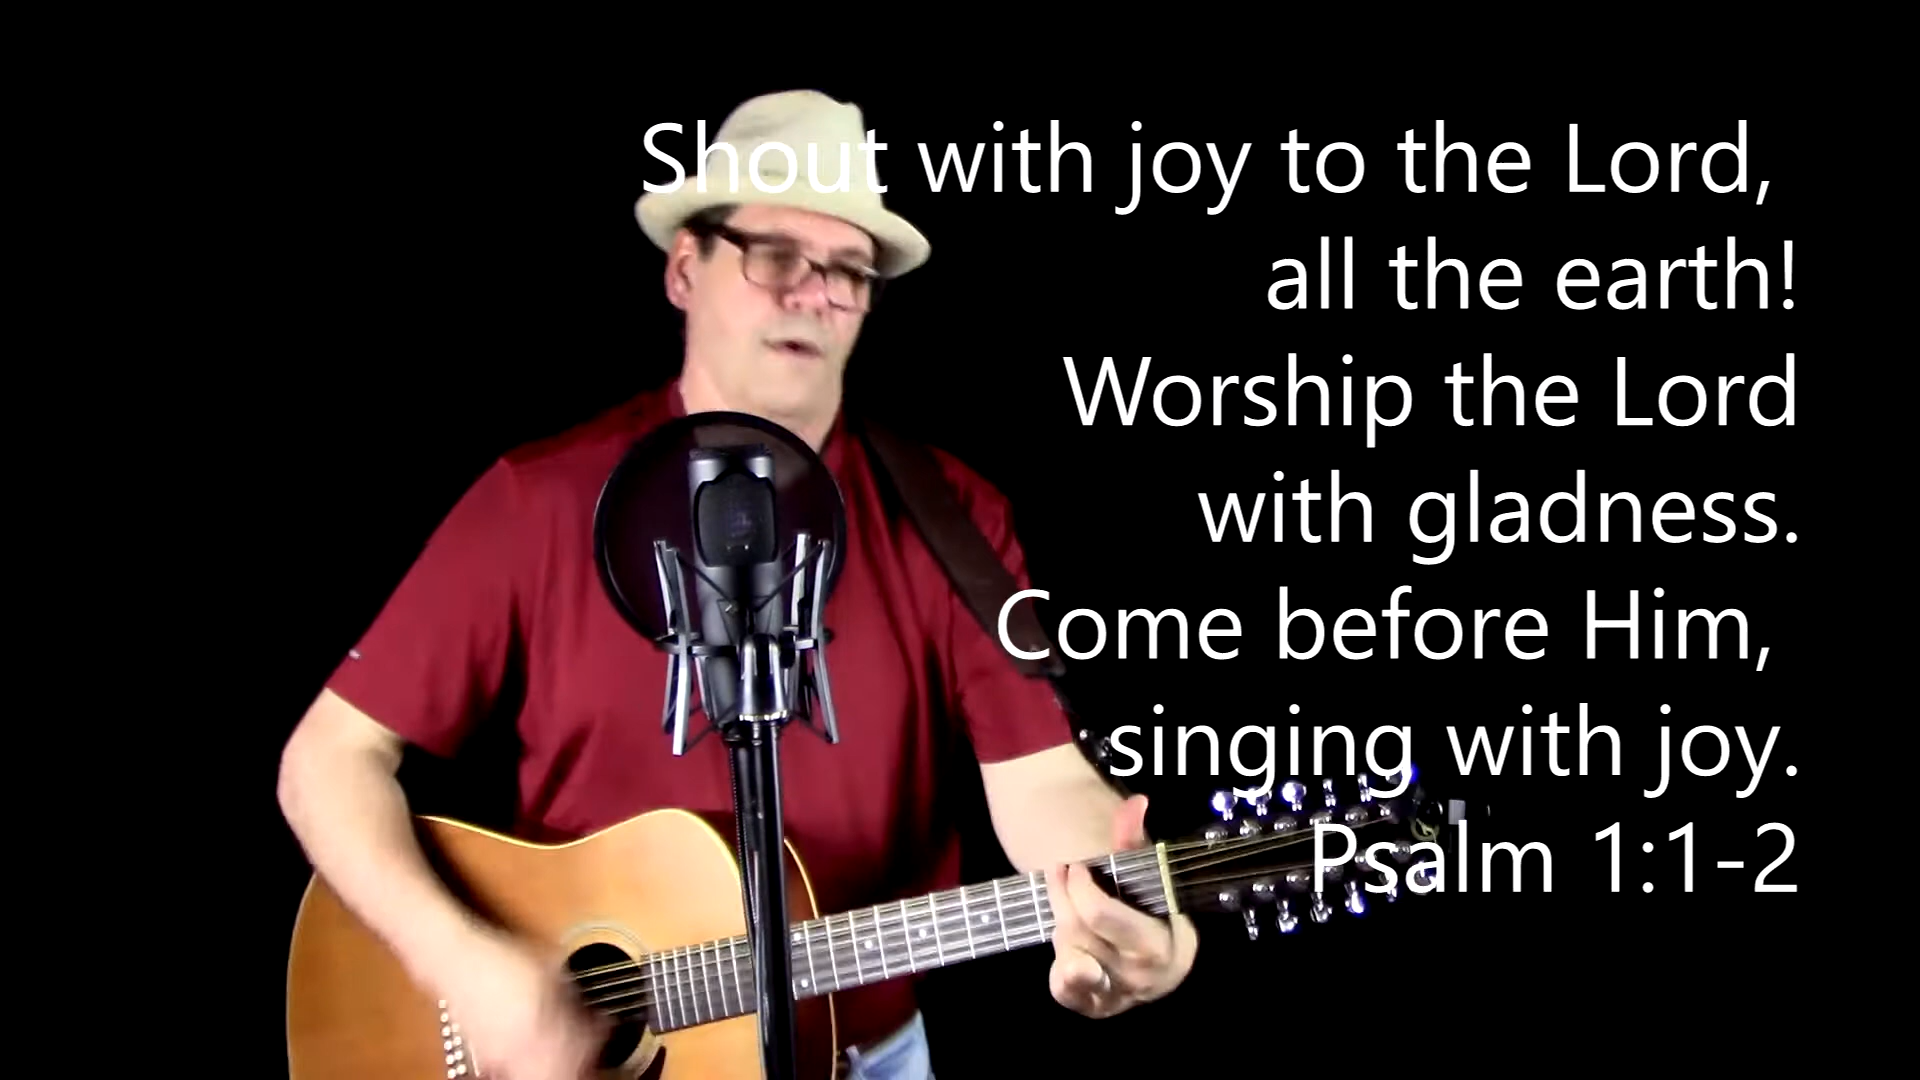 Shout with joy to the Lord,
all the earth!
Worship the Lord
with gladness.
Come before Him,
singing with joy.
Psalm 1:1-2